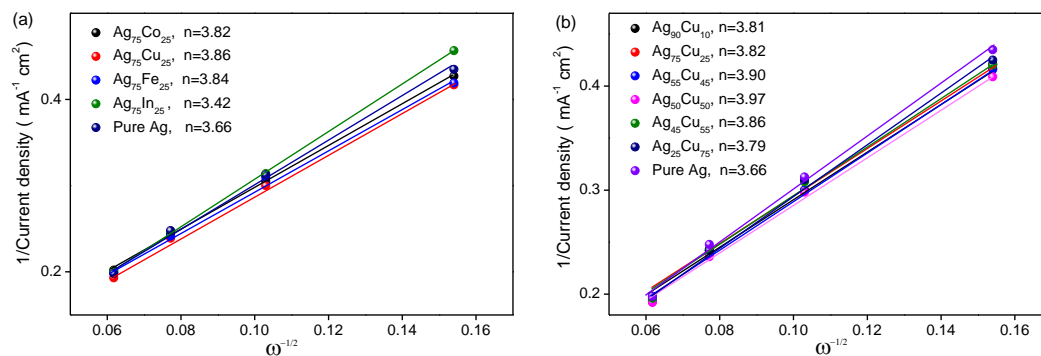 (a)
Ag75Co25, n=3.82
Ag75Cu25, n=3.86
Ag75Fe25, n=3.84
Ag75In25, n=3.42
Pure Ag, n=3.66
1/Current density ( mA-1 cm2)
0.4
0.2
0.06 0.08 0.10 0.12 0.14 0.16
ω-1/2
(b)
Ag90Cu10, n=3.81
Ag75Cu25, n=3.82
Ag55Cu45, n=3.90
Ag50Cu50, n=3.97
Ag45Cu55, n=3.86
Ag25Cu75, n=3.79
Pure Ag, n=3.66
1/Current density ( mA-1 cm2)
0.4
0.3
0.2
0.06 0.08 0.10 0.12 0.14 0.16
ω-1/2